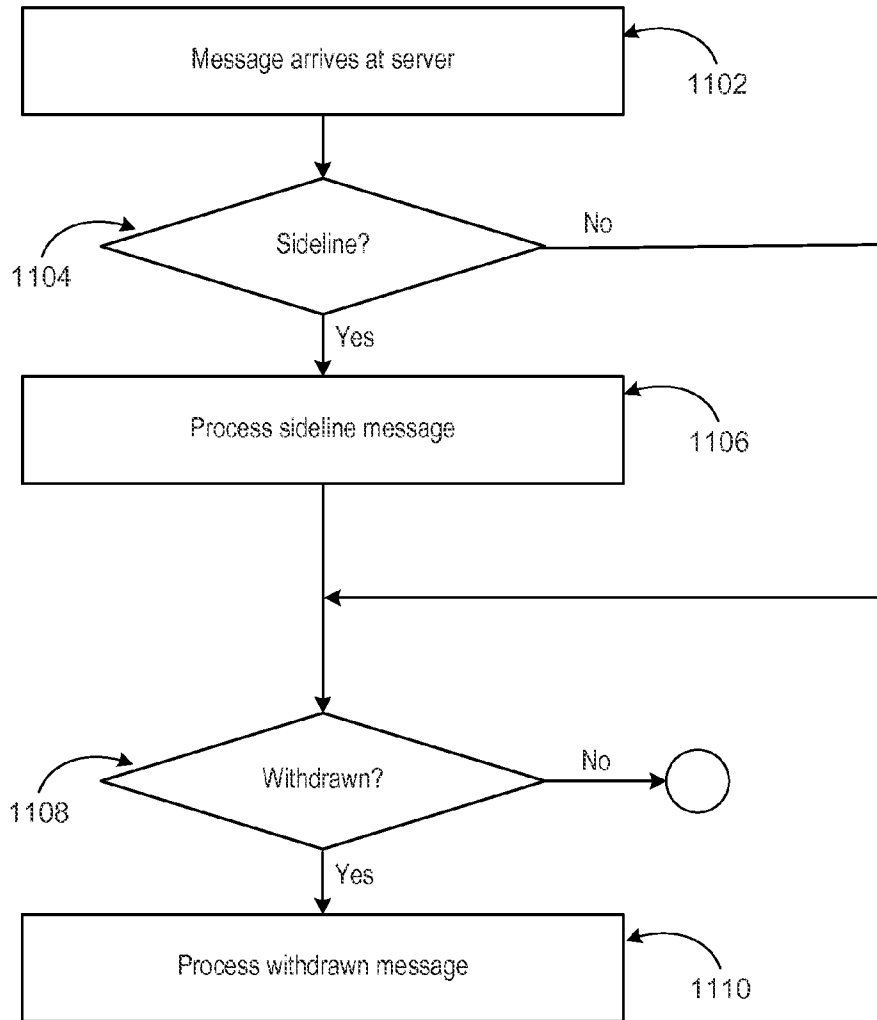 Message arrives at server
1102
No
Sideline?
1104
Yes
Process sideline message
1106
No
Withdrawn?
1108
Yes
Process withdrawn message
1110